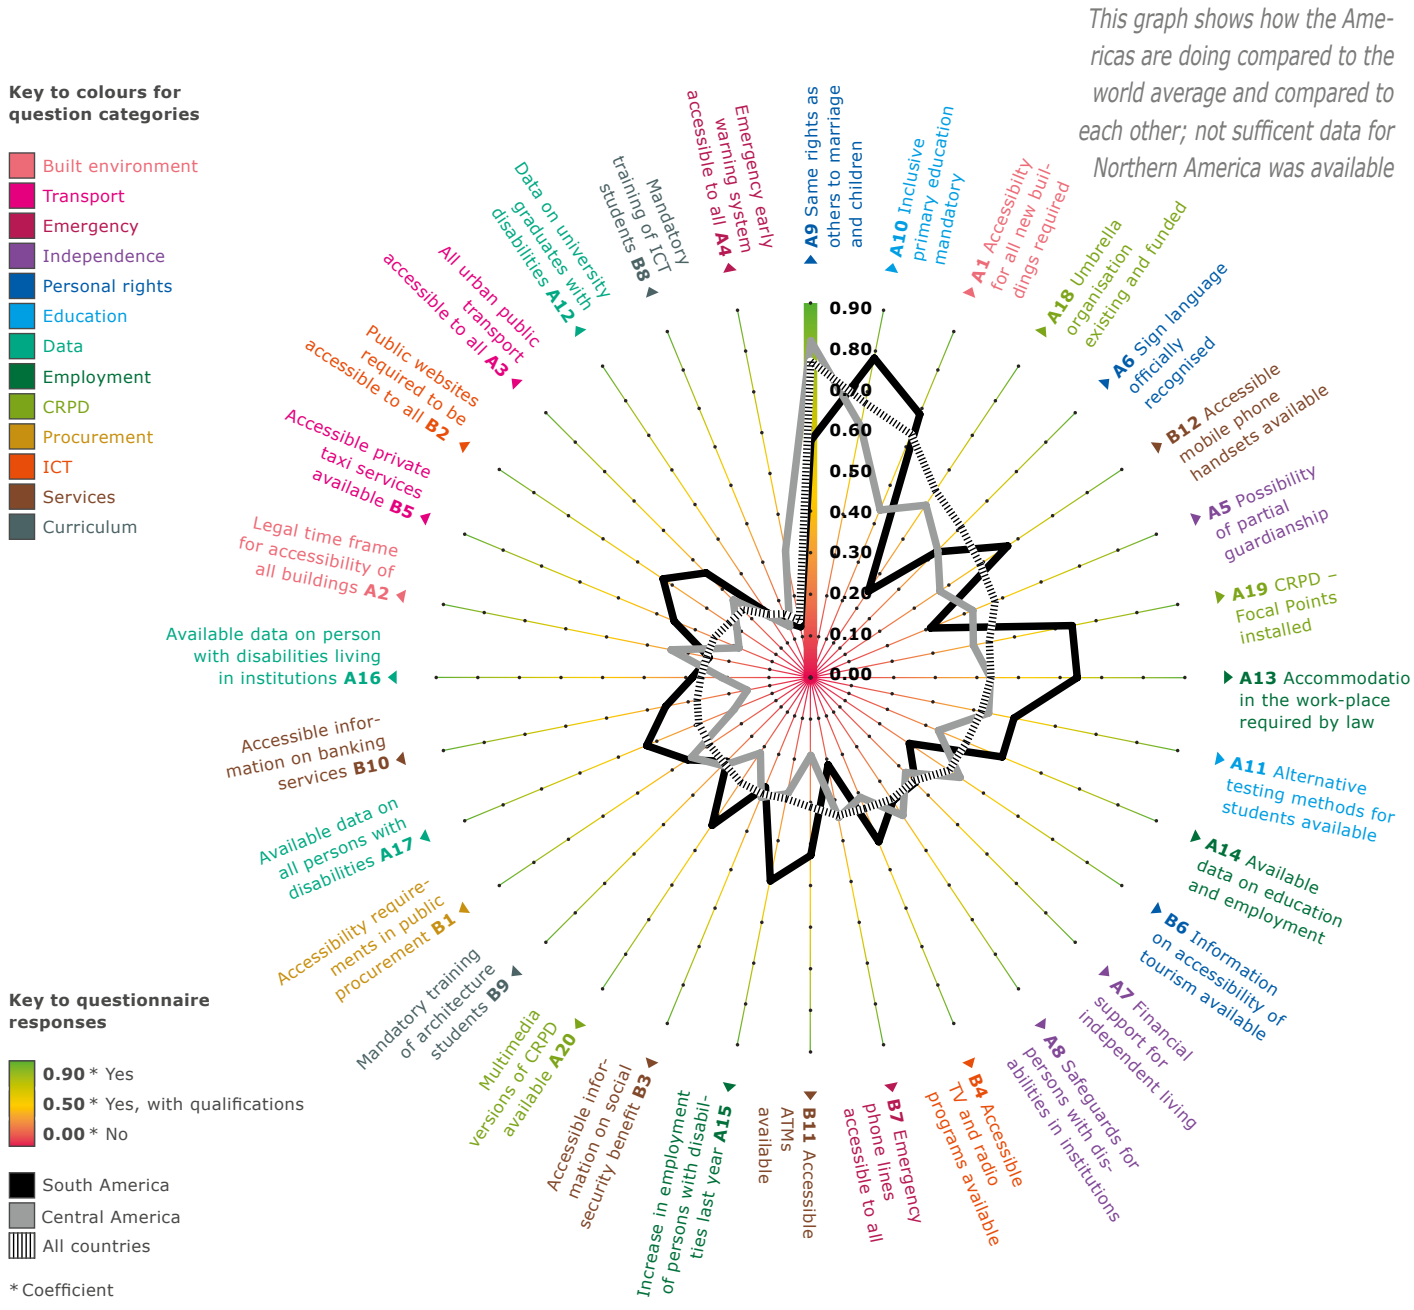 This graph shows how the Ame-
ricas are doing compared to the
world average and compared to
each other; not sufficent data for
Northern America was available
Key to colours for
question categories
Built environment
Transport
Emergency
Independence
Personal rights
Education
Data
Employment
CRPD
Procurement
ICT
Services
Curriculum
A9 Same rights as
others to marriage
and children
A10 Inclusive
primary education
mandatory
A1 Accessibilty
for all new buil-
dings required
A18 Umbrella
organisation
existing and funded
A6 Sign language
officially
recognised
B12 Accessible
mobile phone
handsets available
A5 Possibility
of partial
guardianship
A19 CRPD –
Focal Points
installed
A13 Accommodatio
in the work-place
required by law
A11 Alternative
testing methods for
students available
A14 Available
data on education
and employment
B6 Information
on accessibility of
tourism available
A7 Financial
support for
independent living
A8 Safeguards for
persons with dis-
abilities in institutions
B4 Accessible
TV and radio
programs available
B7 Emergency
phone lines
accessible to all
B11 Accessible
ATMs
available
Increase in employment
of persons with disabil-
ties last year A15
Accessible infor-
mation on social
security benefit B3
Multimedia
versions of CRPD
available A20
Mandatory training
of architecture
students B9
Accessibility require-
ments in public
procurement B1
Available data on
all persons with
disabilities A17
Accessible infor-
mation on banking
services B10
Available data on person
with disabilities living
in institutions A16
Legal time frame
for accessibility of
all buildings A2
Accessible private
taxi services
available B5
Public websites
required to be
accessible to all B2
All urban public
transport
accessible to all A3
Data on university
graduates with
disabilities A12
Mandatory
training of ICT
students B8
Emergency early
warning system
accessible to all A4
0.90
0.80
0.70
0.60
0.50
0.40
0.30
0.20
0.10
0.00
Key to questionnaire
responses
0.90 * Yes
0.50 * Yes, with qualifications
0.00 * No
South America
Central America
All countries
* Coefficient